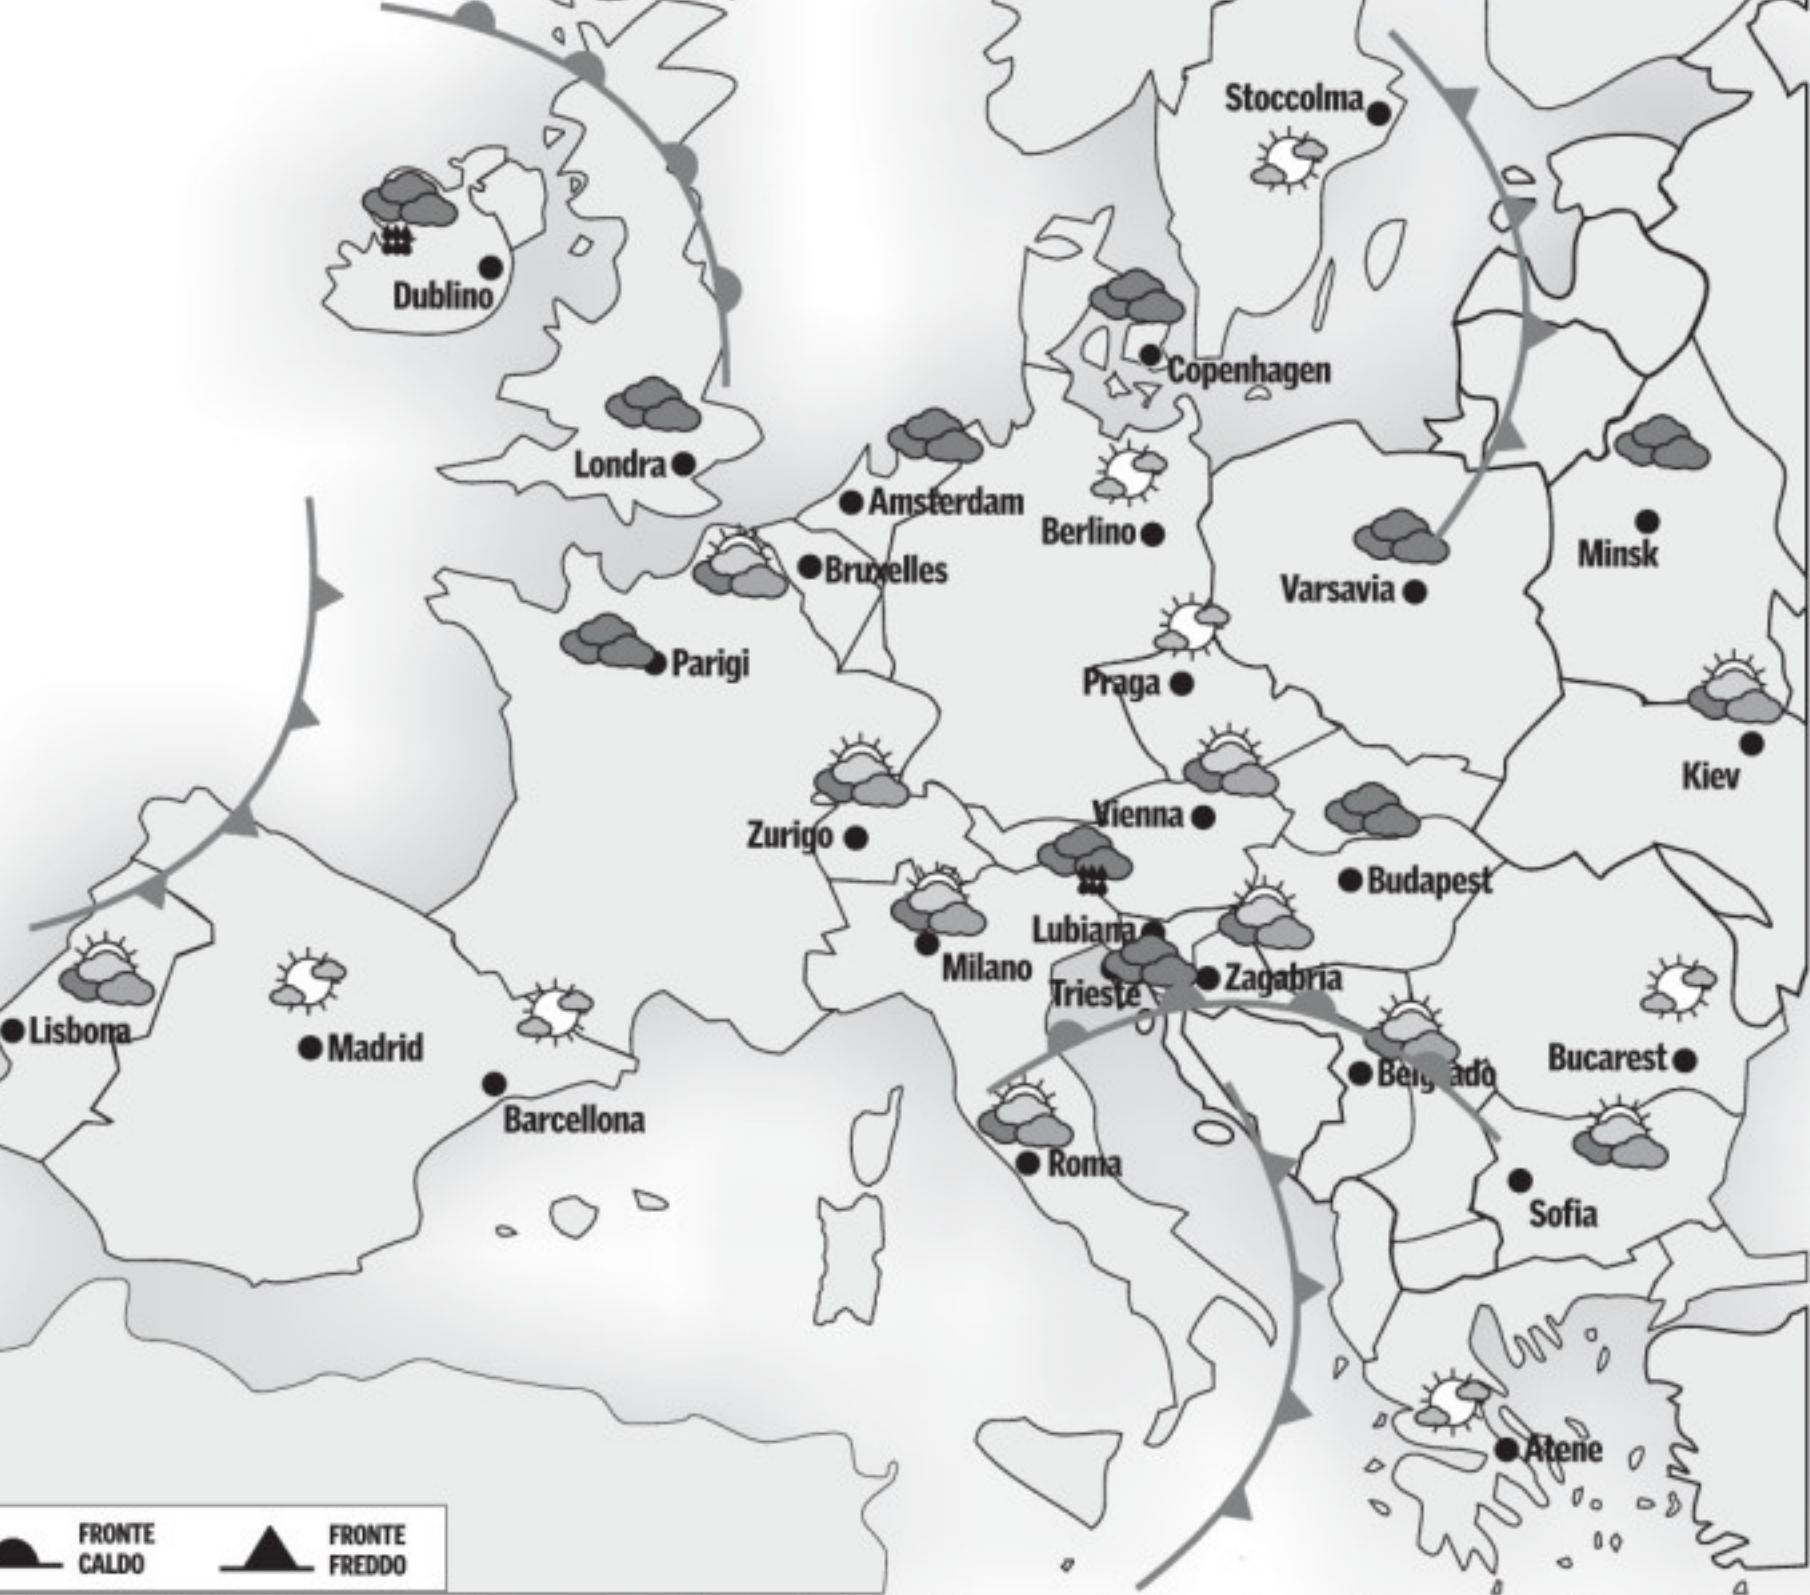 Stoccolma
Dublino
Copenhagen
Londra
Amsterdam
Berlino
Bruxelles
Minsk
Varsavia
Parigi
Praga
Kiev
Vienna
Zurigo
Budapest
Lubiana
Milano
Zagabria
Trieste
Lisbona
Madrid
Belgrado
Bucarest
Barcellona
Roma
Sofia
Atene
FRONTE
CALDO
FRONTE
FREDDO